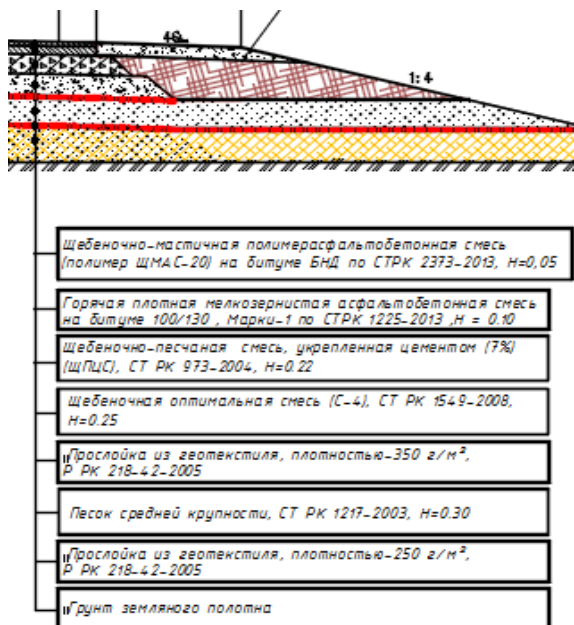 1: 4
Щебеночно-мастичная полимерасфальтобетонная смесь
(полимер ЩМАС-20) на битуме БНД по СТРК 2373-2013, Н=0,05
Горячая плотная мелкозернистая асфальтобетонная смесь
на битуме 100/130 , Марки-1 по СТРК 1225-2013 ,Н = 0.10
Щебеночно-песчаная смесь, укрепленная цементом (7%)
(ЩПЦС), СТ РК 973-2004, Н=0.22
Щебеночная оптимальная смесь (С-4), СТ РК 1549-2008,
Н=0.25
Прослойка из геотекстиля, плотностью-350 г/м²,
Р РК 218-42-2005
Песок средней крупности, СТ РК 1217-2003, Н=0.30
Прослойка из геотекстиля, плотностью-250 г/м²,
Р РК 218-42-2005
Грунт земляного полотна